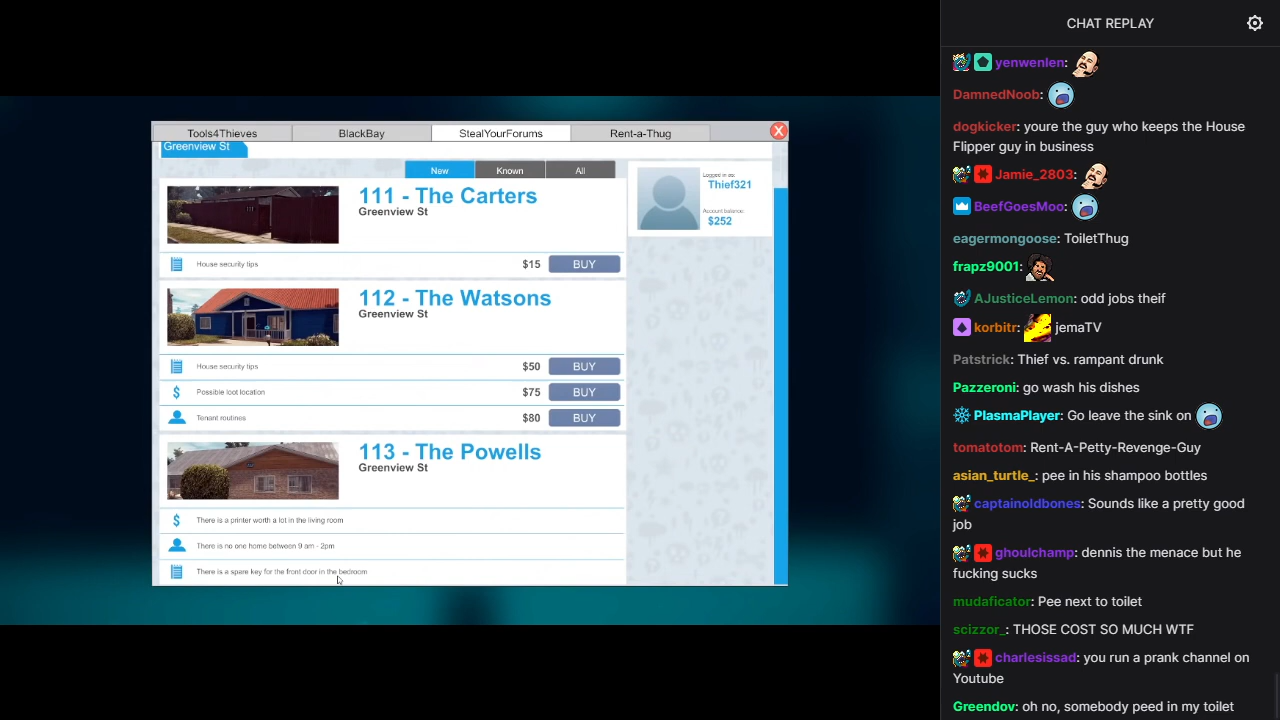 Tools4Thieves
BlackBay
StealYourForums
Rent-a-Thug
X
Greenview St
New
Known
All
111 - The Carters
Greenview St
House security tips
$15
BUY
112 - The Watsons
Greenview St
House security tips
$50
BUY
Possible loot location
$75
BUY
Tenant routines
$80
BUY
113 - The Powells
Greenview St
There is a printer worth a lot in the living room
There is no one home between 9 am - 2pm
There is a spare key for the front door in the bedroom
Logged in as:
Thief321
Account balance:
$252
CHAT REPLAY
yenwenlen:
DamnedNoob:
dogkicker: youre the guy who keeps the House
Flipper guy in business
Jamie_2803:
BeefGoesMoo:
eagermongoose: ToiletThug
frapz9001:
AJusticeLemon: odd jobs theif
korbitr: jemaTV
Patstrick: Thief vs. rampant drunk
Pazzeroni: go wash his dishes
PlasmaPlayer: Go leave the sink on
tomatotom: Rent-A-Petty-Revenge-Guy
asian_turtle_: pee in his shampoo bottles
captainoldbones: Sounds like a pretty good
job
ghoulchamp: dennis the menace but he
fucking sucks
mudaficator: Pee next to toilet
scizzor_: THOSE COST SO MUCH WTF
charlesissad: you run a prank channel on
Youtube
Greendov: oh no, somebody peed in my toilet